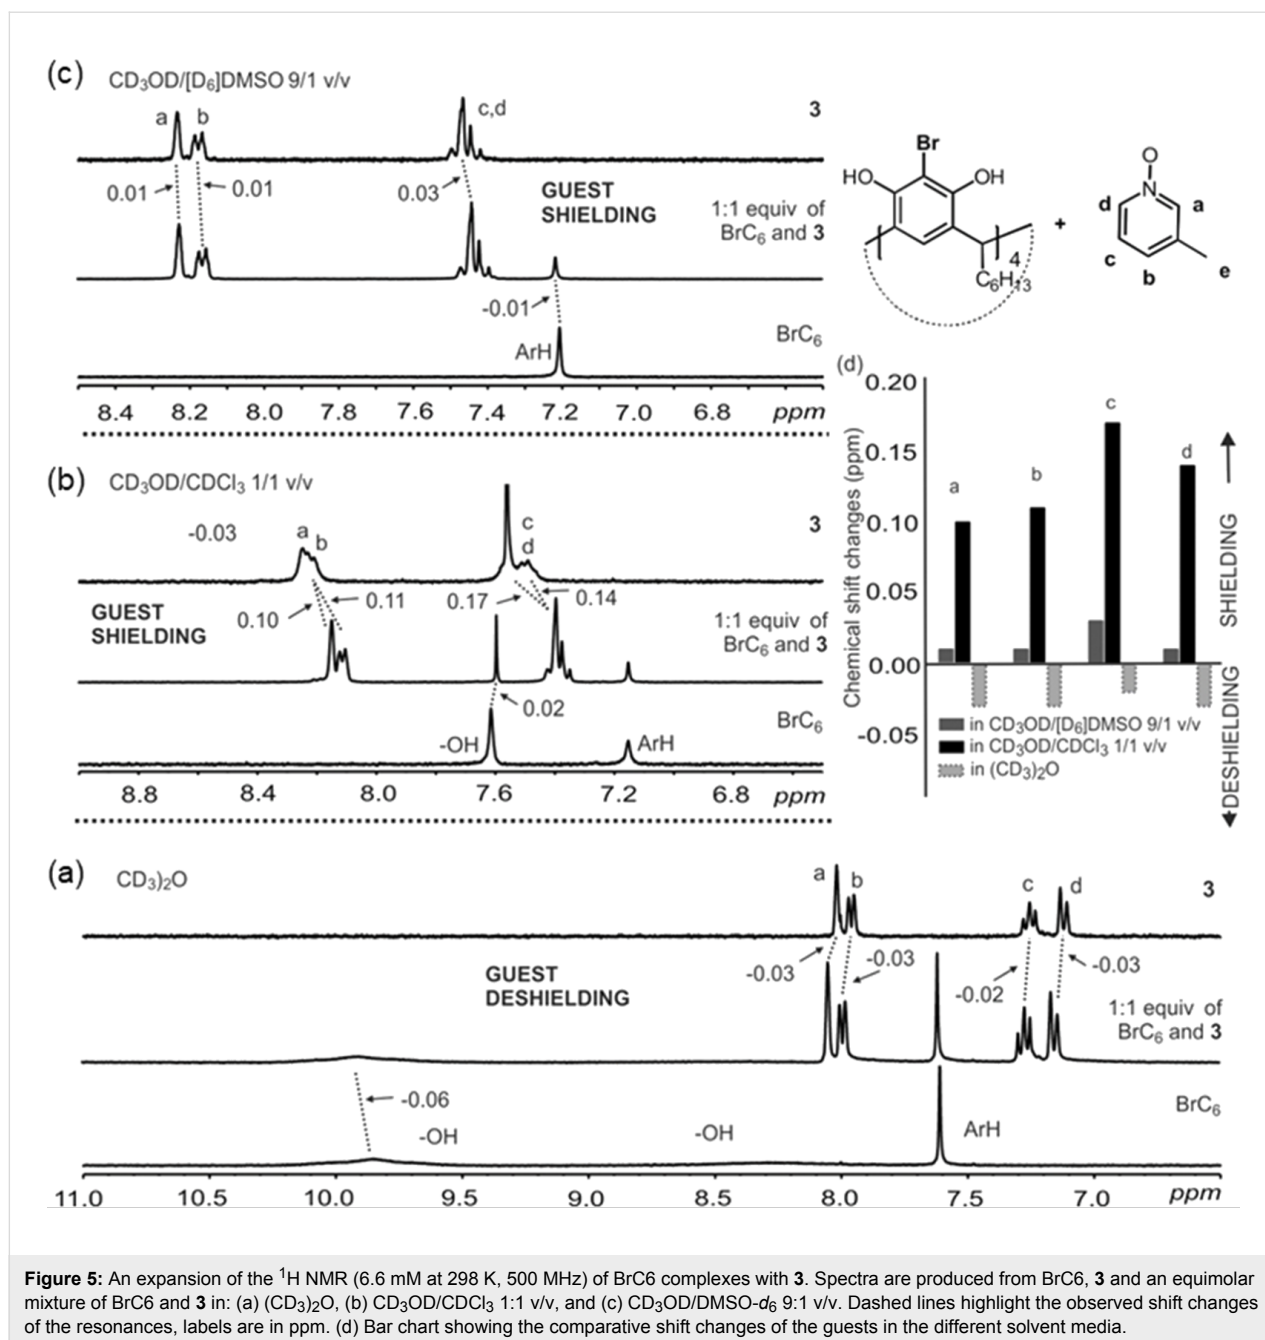 (c) CD3OD/[D6]DMSO 9/1 v/v
a b c,d 3
0.01 0.01 0.03
GUEST
SHIELDING
1:1 equiv of
BrC6 and 3
-0.01
ArH
BrC6
8.4 8.2 8.0 7.8 7.6 7.4 7.2 7.0 6.8 ppm
Br
HO OH
4
C6H13
+
O
N
d a
c e
b
(b) CD3OD/CDCl3 1/1 v/v
-0.03 a b c d 3
GUEST
SHIELDING
0.10 0.11 0.17 0.14
1:1 equiv of
BrC6 and 3
0.02
-OH ArH
BrC6
8.8 8.4 8.0 7.6 7.2 6.8 ppm
(d)
0.20
0.15
0.10
0.05
0.00
-0.05
Chemical shift changes (ppm)
a b c d
SHIELDING
DESHIELDING
in CD3OD/[D6]DMSO 9/1 v/v
in CD3OD/CDCl3 1/1 v/v
in (CD3)2O
(a) CD3)2O
a b c d 3
-0.03 -0.03 -0.02 -0.03
GUEST
DESHIELDING
1:1 equiv of
BrC6 and 3
-0.06
-OH -OH ArH
BrC6
11.0 10.5 10.0 9.5 9.0 8.5 8.0 7.5 7.0 ppm
Figure 5: An expansion of the 1H NMR (6.6 mM at 298 K, 500 MHz) of BrC6 complexes with 3. Spectra are produced from BrC6, 3 and an equimolar
mixture of BrC6 and 3 in: (a) (CD3)2O, (b) CD3OD/CDCl3 1:1 v/v, and (c) CD3OD/DMSO-d6 9:1 v/v. Dashed lines highlight the observed shift changes
of the resonances, labels are in ppm. (d) Bar chart showing the comparative shift changes of the guests in the different solvent media.